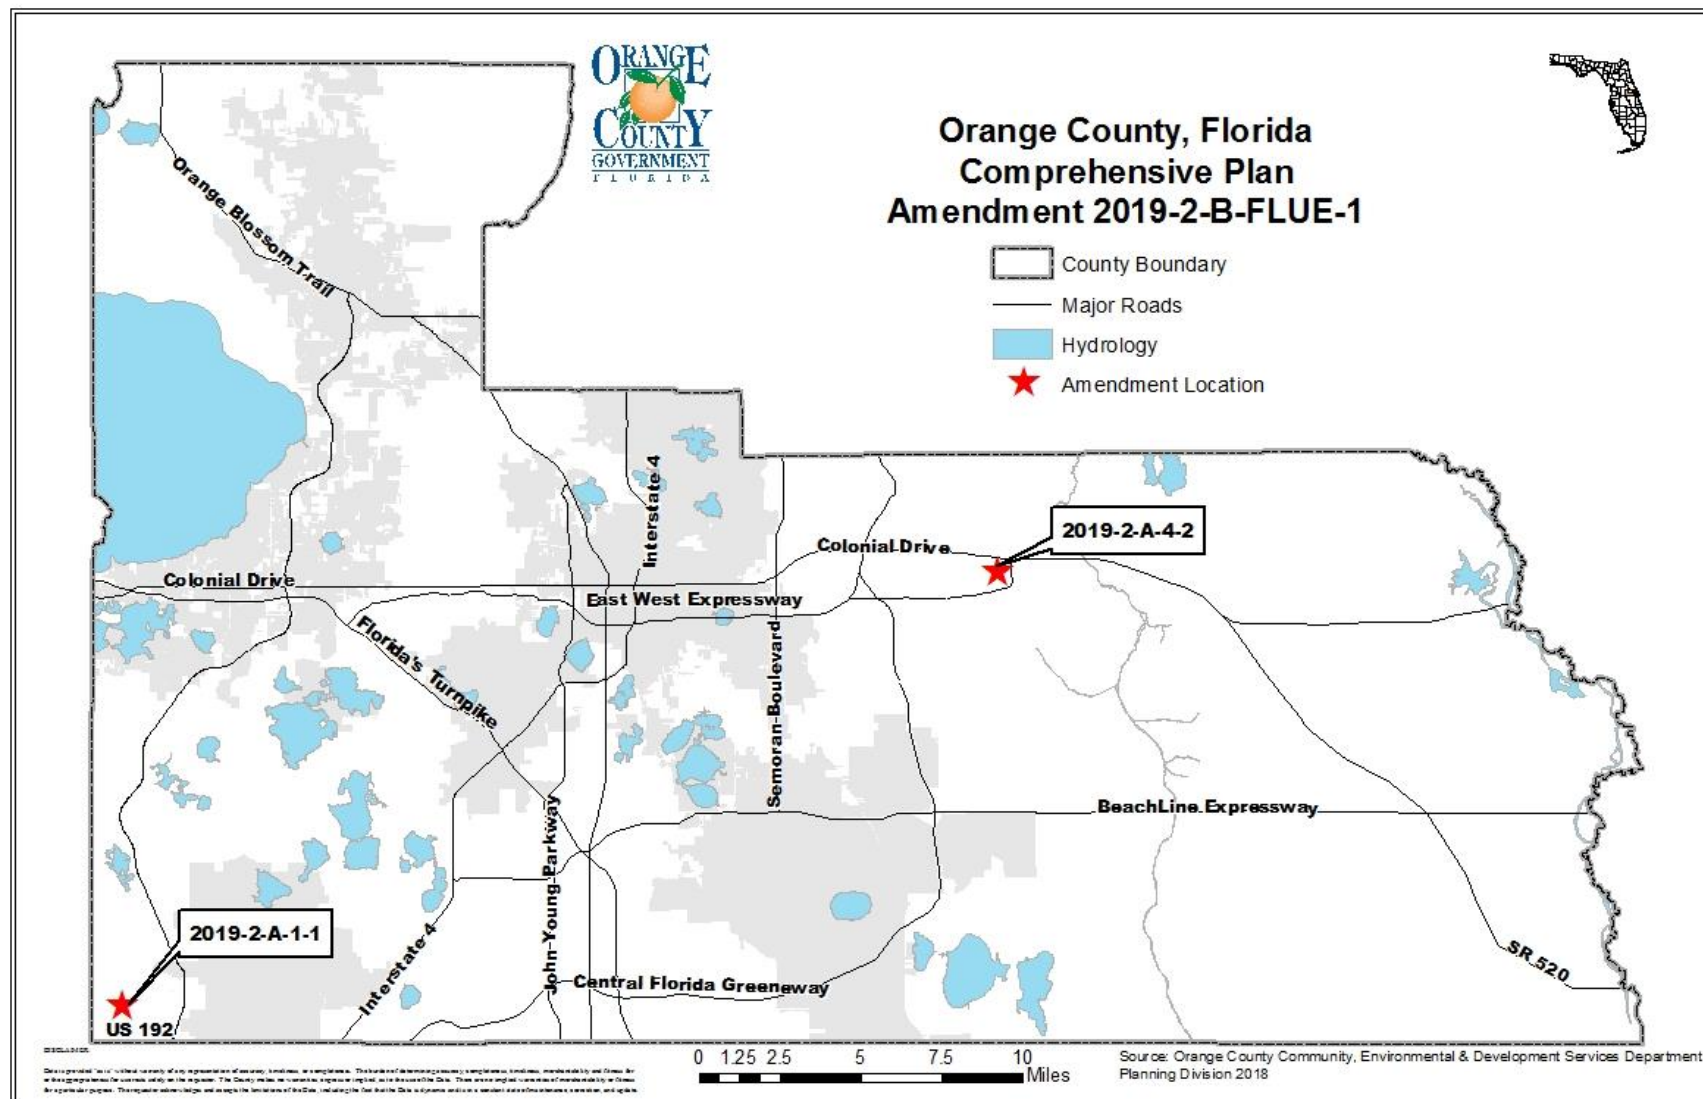 ORANGE
COUNTY
GOVERNMENT
FLORIDA
Orange County, Florida
Comprehensive Plan
Amendment 2019-2-B-FLUE-1
County Boundary
Major Roads
Hydrology
Amendment Location
Orange Blossom Trail
Interstate 4
2019-2-A-4-2
Colonial Drive
Colonial Drive
East West Expressway
Florida's Turnpike
Semoran Boulevard
BeachLine Expressway
John Young Parkway
2019-2-A-1-1
Interstate 4
SR 520
Central Florida Greeneway
US 192
DISCLAIMER:
0 1.25 2.5 5 7.5 10
Miles
Source: Orange County Community, Environmental & Development Services Department
Planning Division 2018